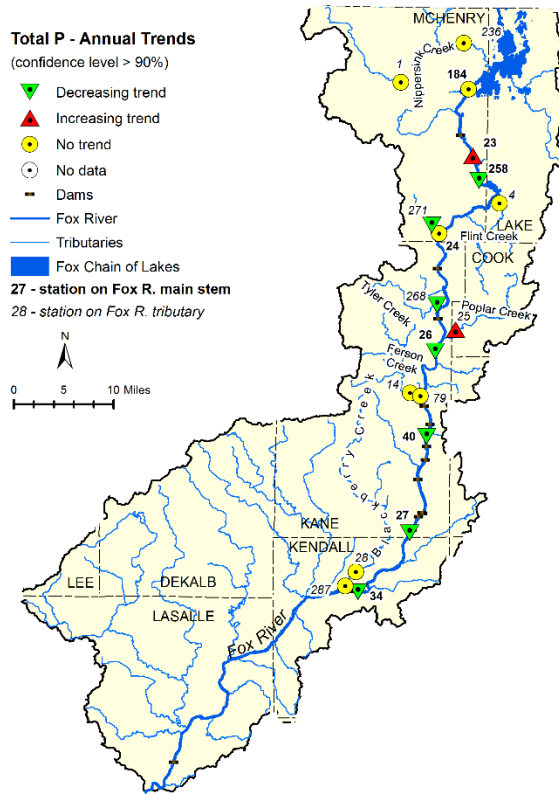 Total P - Annual Trends
(confidence level > 90%)
Decreasing trend
Increasing trend
No trend
No data
Dams
Fox River
Tributaries
Fox Chain of Lakes
27 - station on Fox R. main stem
28 - station on Fox R. tributary
N
0 5 10 Miles
MCHENRY
236
1
Nippersink Creek
184
23
258
4
271
LAKE
24
Flint Creek
COOK
268
Tyler Creek
Poplar Creek
25
26
Ferson Creek
14
79
40
Blackberry Creek
27
KANE
KENDALL
28
LEE
DEKALB
287
34
LASALLE
Fox River